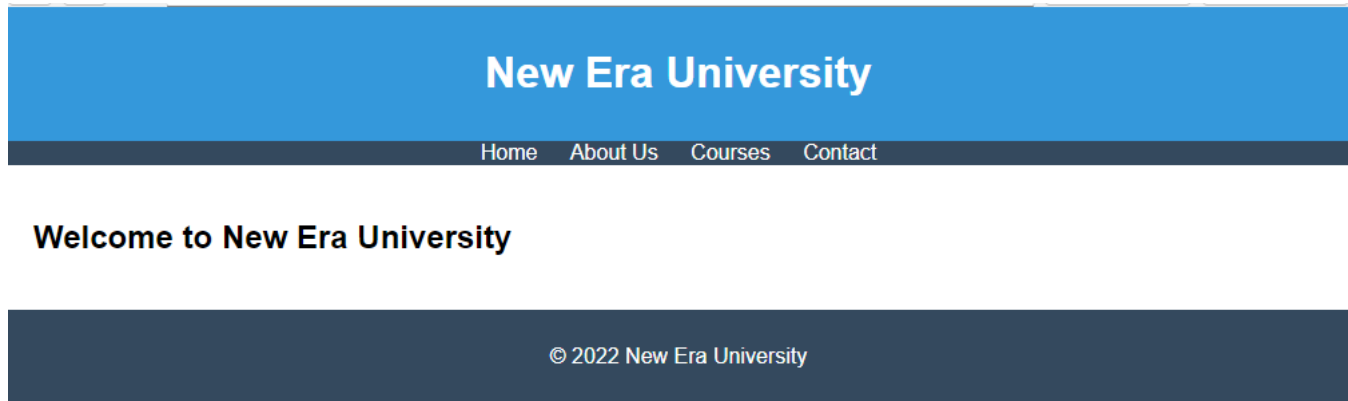 New Era University
Home About Us Courses Contact
Welcome to New Era University
© 2022 New Era University